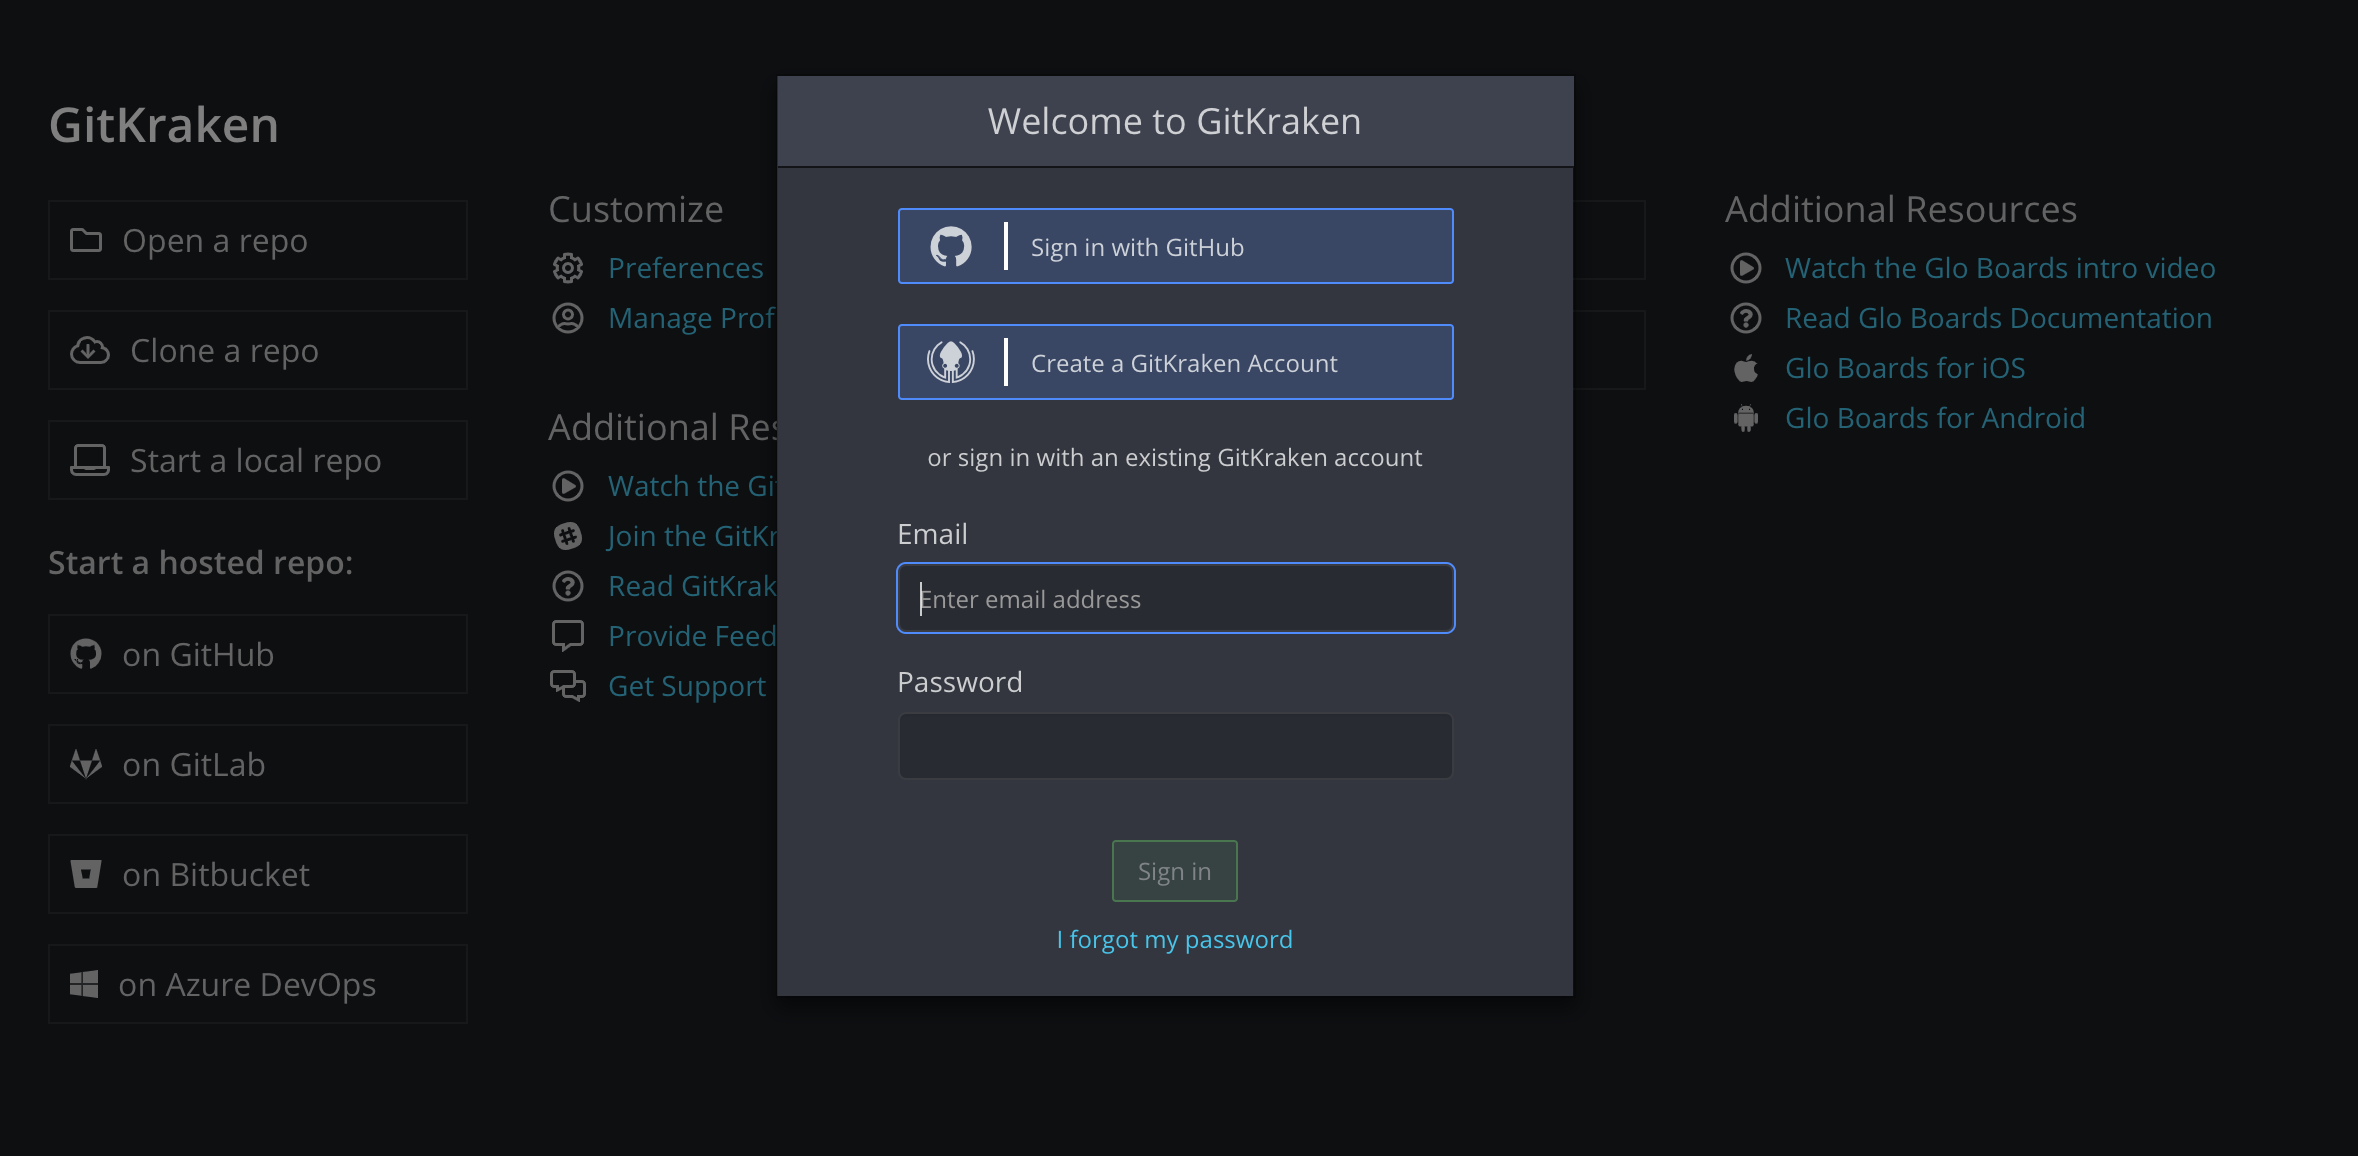 GitKraken
Open a repo
Clone a repo
Start a local repo
Start a hosted repo:
on GitHub
on GitLab
on Bitbucket
on Azure DevOps
Customize
Preferences
Manage Prof
Additional Res
Watch the Git
Join the GitKr
Read GitKrak
Provide Feed
Get Support
Welcome to GitKraken
Sign in with GitHub
Create a GitKraken Account
or sign in with an existing GitKraken account
Email
Enter email address
Password
Sign in
I forgot my password
Additional Resources
Watch the Glo Boards intro video
Read Glo Boards Documentation
Glo Boards for iOS
Glo Boards for Android